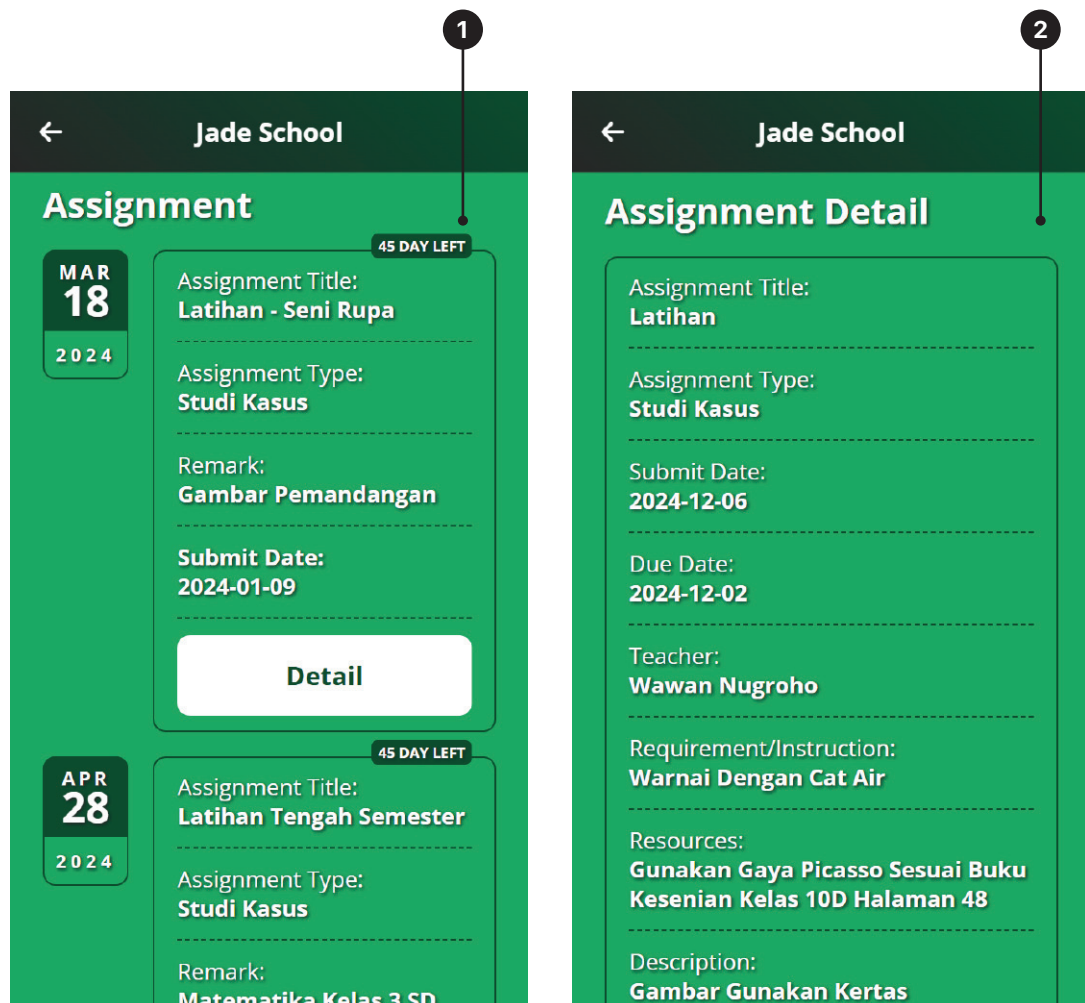 1
Jade School
Assignment
45 DAY LEFT
MAR
18
2024
Assignment Title:
Latihan - Seni Rupa
Assignment Type:
Studi Kasus
Remark:
Gambar Pemandangan
Submit Date:
2024-01-09
Detail
45 DAY LEFT
APR
28
2024
Assignment Title:
Latihan Tengah Semester
Assignment Type:
Studi Kasus
Remark:
Matematika Kelas 3 SD
2
Jade School
Assignment Detail
Assignment Title:
Latihan
Assignment Type:
Studi Kasus
Submit Date:
2024-12-06
Due Date:
2024-12-02
Teacher:
Wawan Nugroho
Requirement/Instruction:
Warnai Dengan Cat Air
Resources:
Gunakan Gaya Picasso Sesuai Buku
Kesenian Kelas 10D Halaman 48
Description:
Gambar Gunakan Kertas